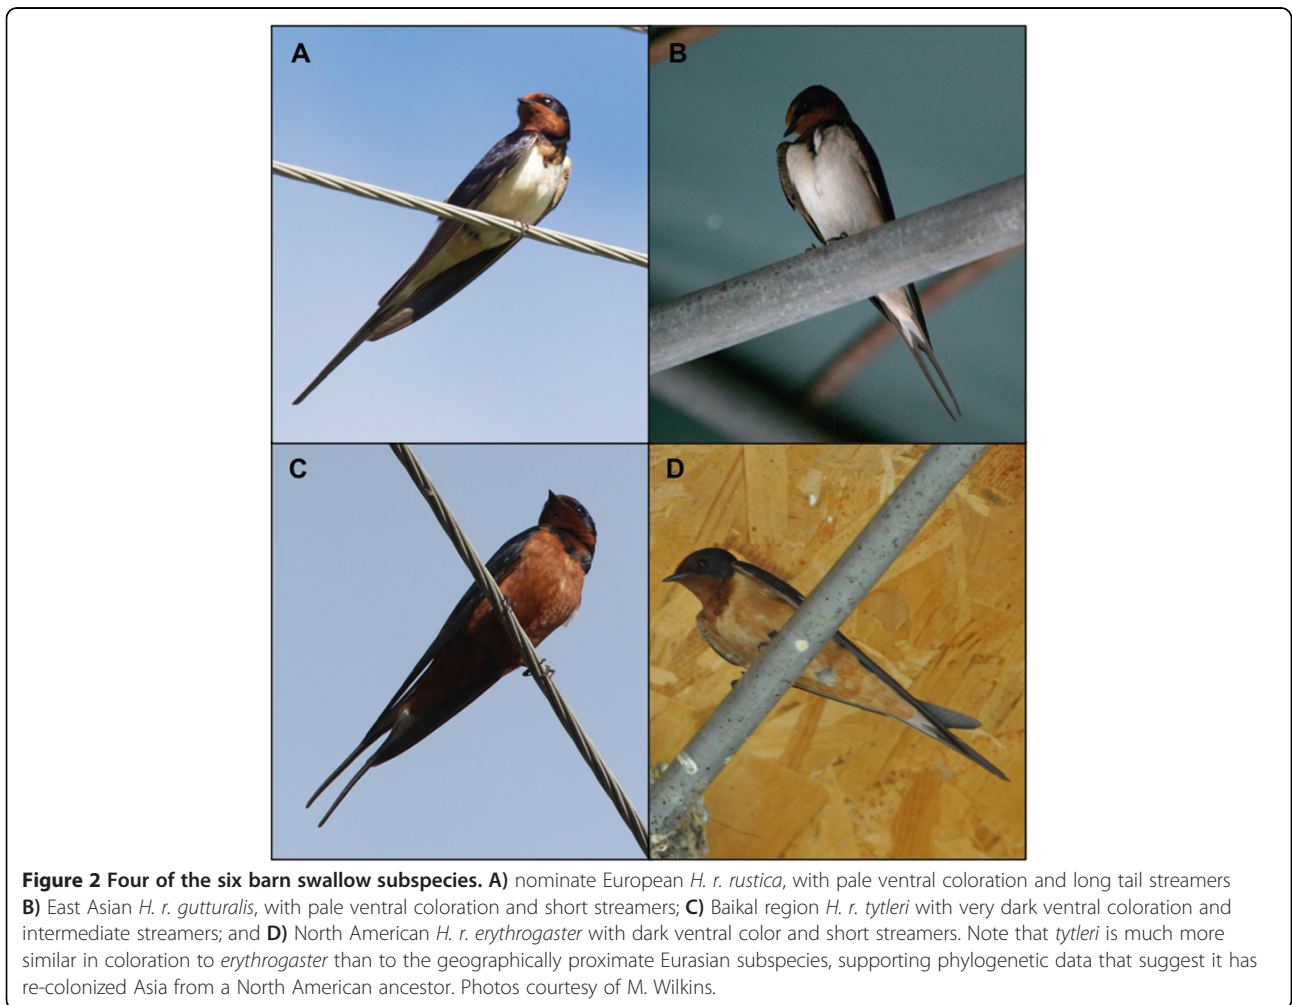 A
B
C
D
Figure 2 Four of the six barn swallow subspecies. A) nominate European H. r. rustica, with pale ventral coloration and long tail streamers
B) East Asian H. r. gutturalis, with pale ventral coloration and short streamers; C) Baikal region H. r. tytleri with very dark ventral coloration and
intermediate streamers; and D) North American H. r. erythrogaster with dark ventral color and short streamers. Note that tytleri is much more
similar in coloration to erythrogaster than to the geographically proximate Eurasian subspecies, supporting phylogenetic data that suggest it has
re-colonized Asia from a North American ancestor. Photos courtesy of M. Wilkins.